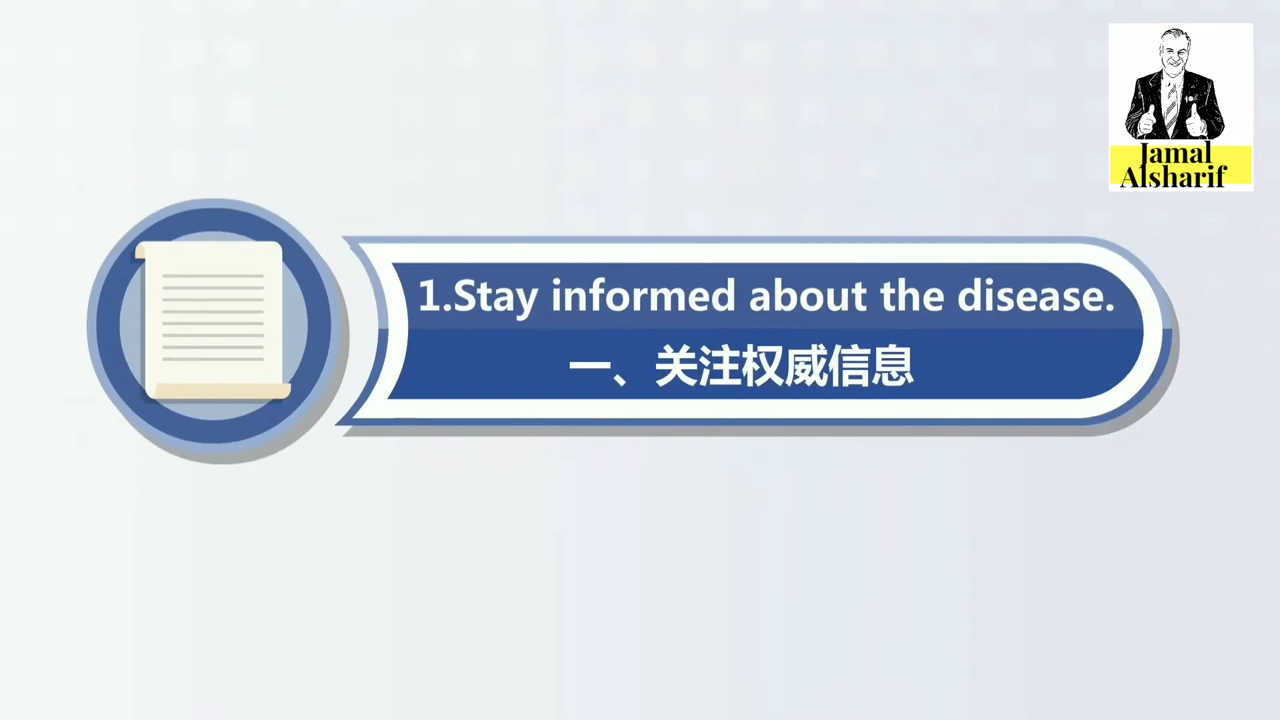 Jamal
Alsharif
1.Stay informed about the disease.
一、关注权威信息